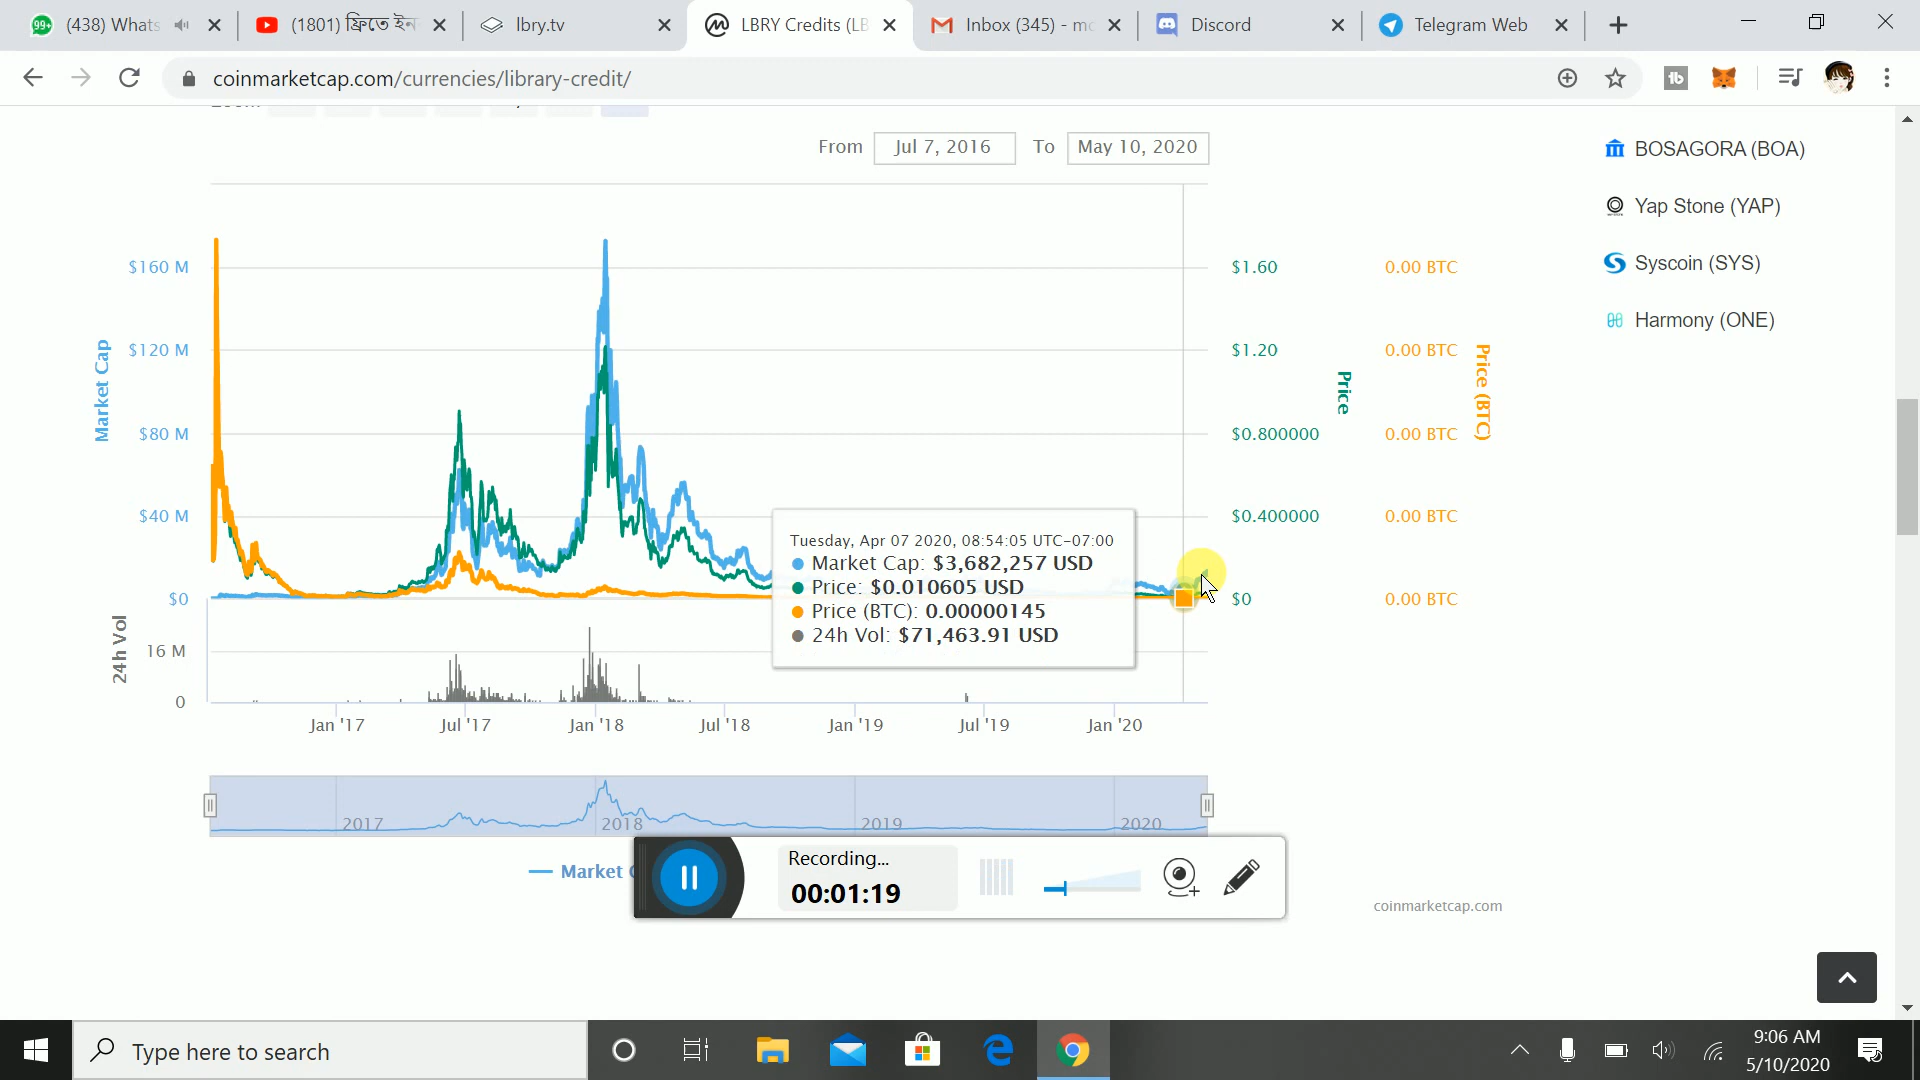 (438) Whats
(1801) ফ্রিতে ইন
lbry.tv
LBRY Credits (LB
Inbox (345) - mc
Discord
Telegram Web
coinmarketcap.com/currencies/library-credit/
From Jul 7, 2016 To May 10, 2020
BOSAGORA (BOA)
Yap Stone (YAP)
Syscoin (SYS)
Harmony (ONE)
$160 M
$120 M
$80 M
$40 M
$0
Market Cap
$1.60
$1.20
$0.800000
$0.400000
$0
Price
0.00 BTC
0.00 BTC
0.00 BTC
0.00 BTC
0.00 BTC
Price (BTC)
Tuesday, Apr 07 2020, 08:54:05 UTC-07:00
Market Cap: $3,682,257 USD
Price: $0.010605 USD
Price (BTC): 0.00000145
24h Vol: $71,463.91 USD
24h Vol
16 M
0
Jan '17
Jul '17
Jan '18
Jul '18
Jan '19
Jul '19
Jan '20
2017
2018
2019
2020
Market
Recording...
00:01:19
coinmarketcap.com
Type here to search
9:06 AM
5/10/2020